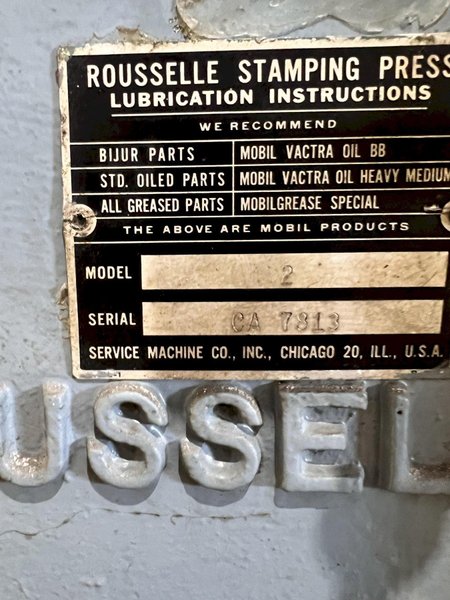 ROUSSELLE STAMPING PRESS
LUBRICATION INSTRUCTIONS
WE RECOMMEND
BIJUR PARTS MOBIL VACTRA OIL BB
STD. OILED PARTS MOBIL VACTRA OIL HEAVY MEDIUM
ALL GREASED PARTS MOBILGREASE SPECIAL
THE ABOVE ARE MOBIL PRODUCTS
MODEL 2
SERIAL CA 7813
SERVICE MACHINE CO., INC., CHICAGO 20, ILL., U.S.A.
USSEL